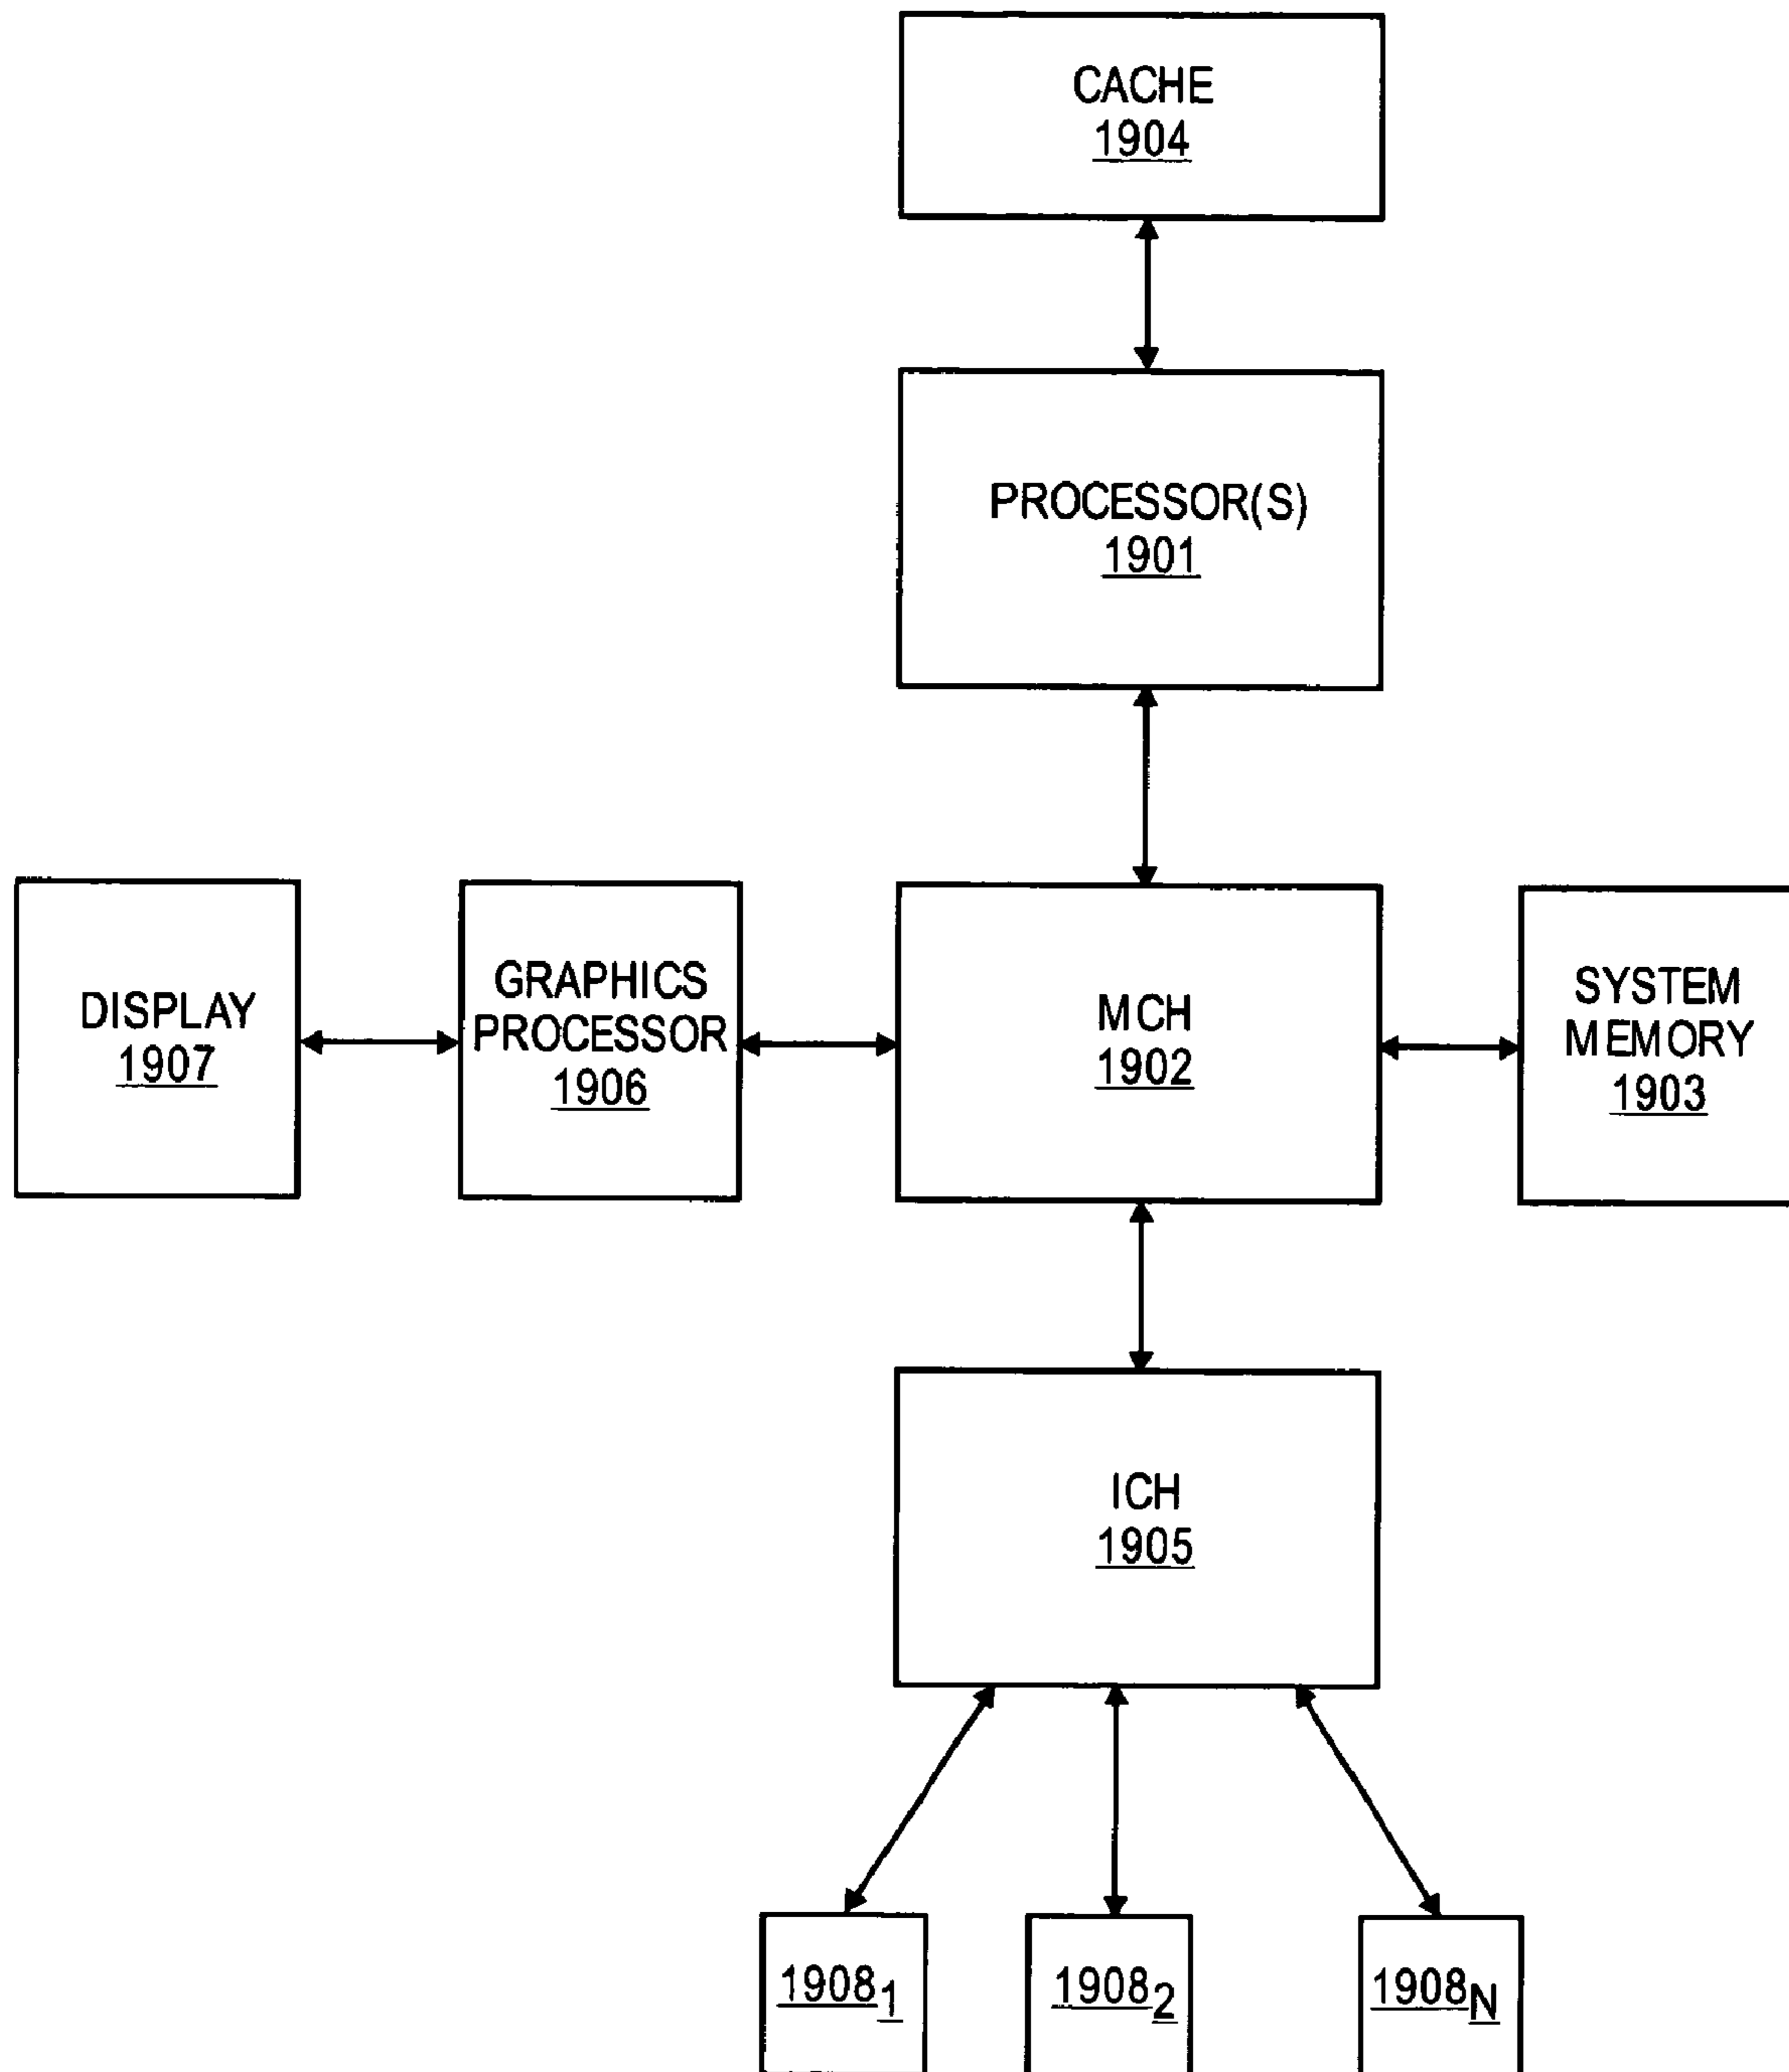 CACHE
1904
PROCESSOR(S)
1901
DISPLAY
1907
GRAPHICS
PROCESSOR
1906
MCH
1902
SYSTEM
MEMORY
1903
ICH
1905
1908₁
1908₂
1908N